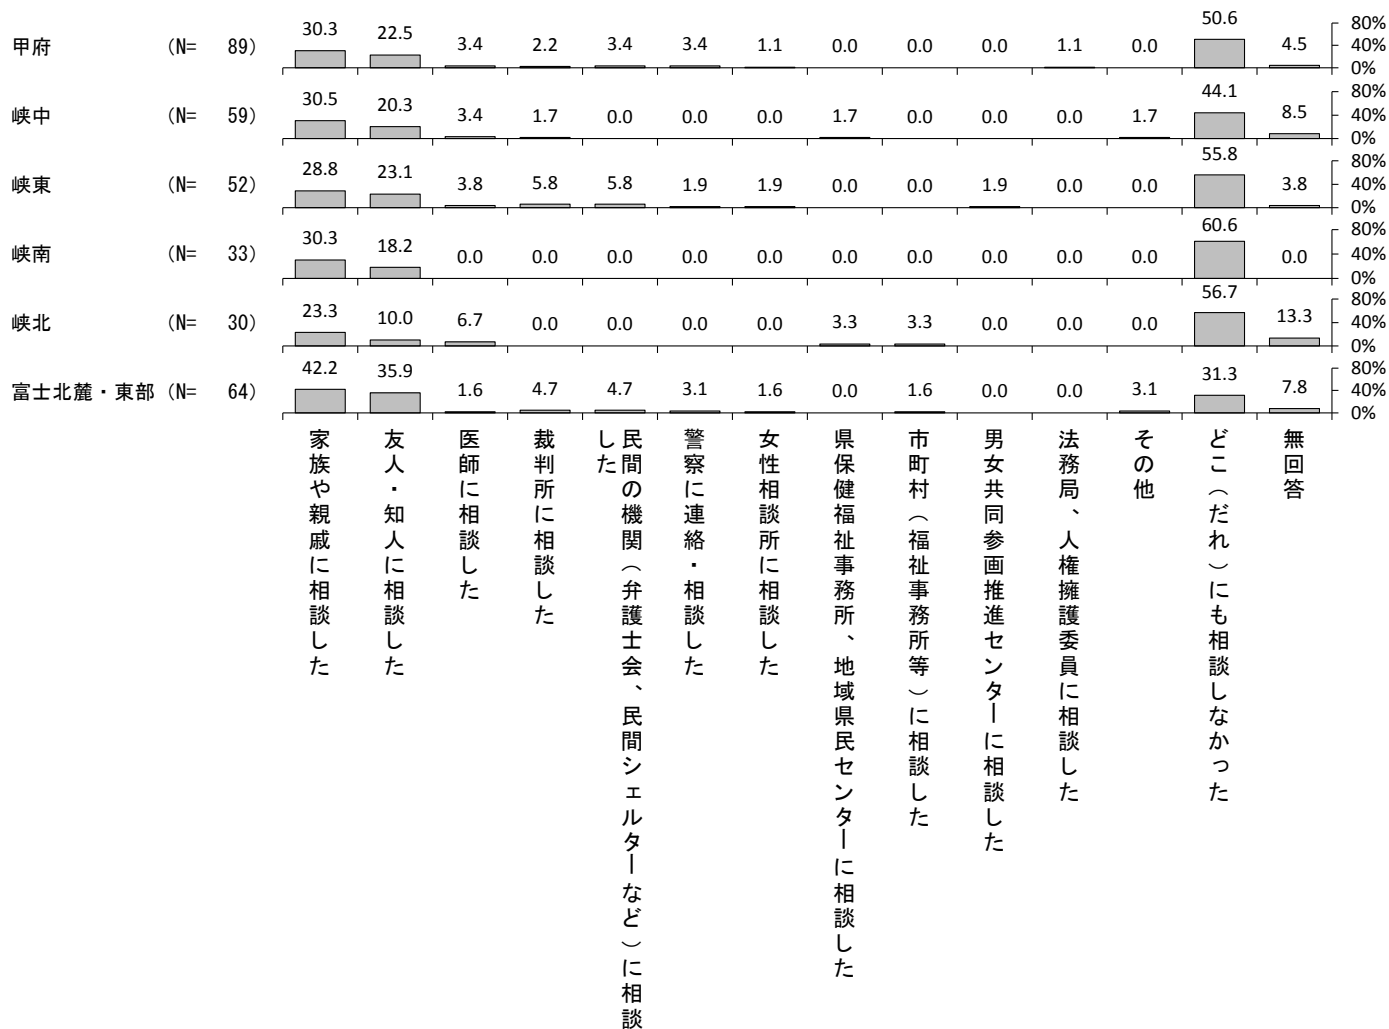 甲府 (N= 89) 30.3 22.5 3.4 2.2 3.4 3.4 1.1 0.0 0.0 0.0 1.1 0.0 50.6 4.5 80% 40% 0%
峡中 (N= 59) 30.5 20.3 3.4 1.7 0.0 0.0 0.0 1.7 0.0 0.0 0.0 1.7 44.1 8.5 80% 40% 0%
峡東 (N= 52) 28.8 23.1 3.8 5.8 5.8 1.9 1.9 0.0 0.0 1.9 0.0 0.0 55.8 3.8 80% 40% 0%
峡南 (N= 33) 30.3 18.2 0.0 0.0 0.0 0.0 0.0 0.0 0.0 0.0 0.0 0.0 60.6 0.0 80% 40% 0%
峡北 (N= 30) 23.3 10.0 6.7 0.0 0.0 0.0 0.0 3.3 3.3 0.0 0.0 0.0 56.7 13.3 80% 40% 0%
富士北麓・東部 (N= 64) 42.2 35.9 1.6 4.7 4.7 3.1 1.6 0.0 1.6 0.0 0.0 3.1 31.3 7.8 80% 40% 0%
家族や親戚に相談した
友人・知人に相談した
医師に相談した
裁判所に相談した
民間の機関（弁護士会、民間シェルターなど）に相談
した
警察に連絡・相談した
女性相談所に相談した
県保健福祉事務所、地域県民センターに相談した
市町村（福祉事務所等）に相談した
男女共同参画推進センターに相談した
法務局、人権擁護委員に相談した
その他
どこ（だれ）にも相談しなかった
無回答